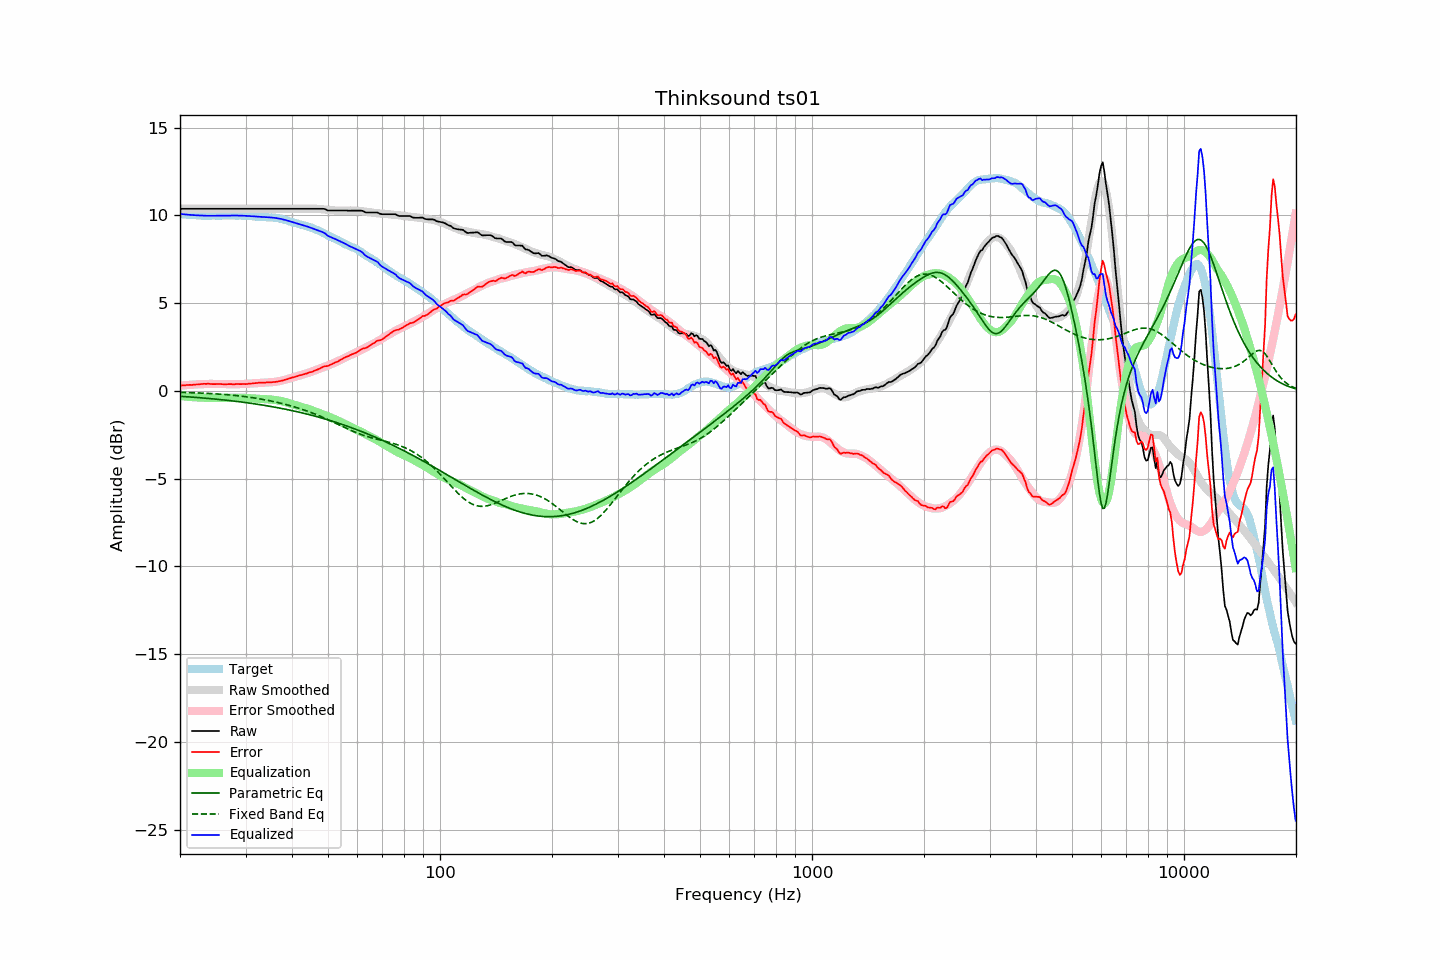 Thinksound ts01
15
10
5
0
−5
−10
−15
−20
−25
Amplitude (dBr)
Target
Raw Smoothed
Error Smoothed
Raw
Error
Equalization
Parametric Eq
Fixed Band Eq
Equalized
100
1000
10000
Frequency (Hz)